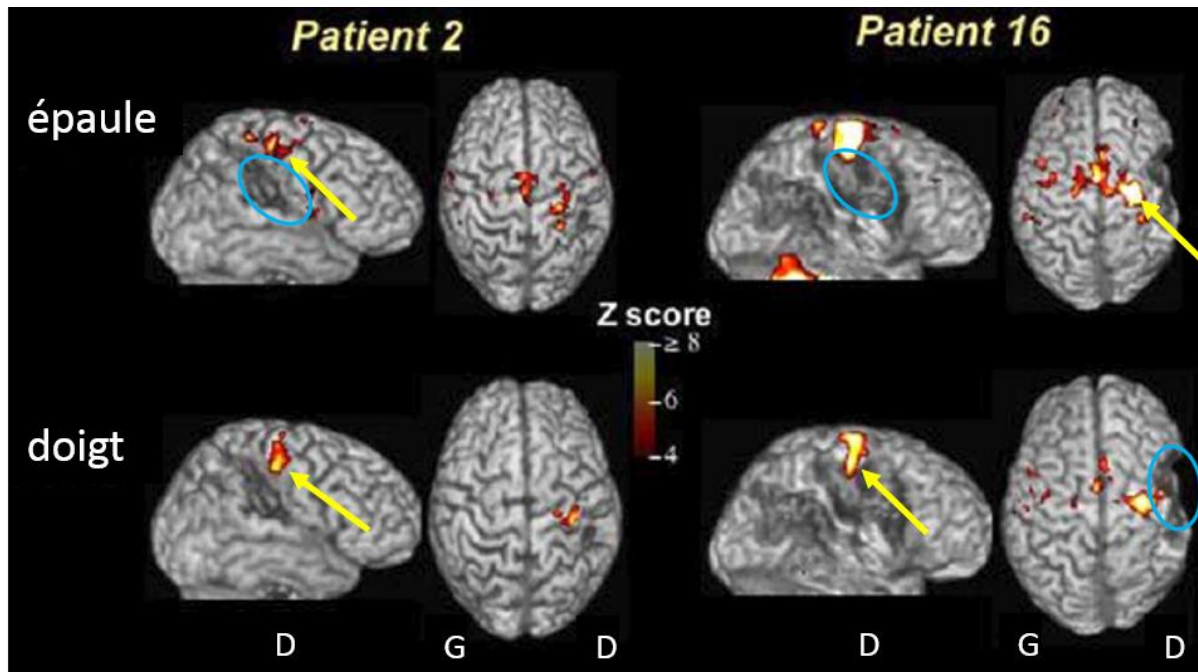 Patient 2
Patient 16
épaule
Z score
≥ 8
6
4
doigt
D
G
D
D
G
D